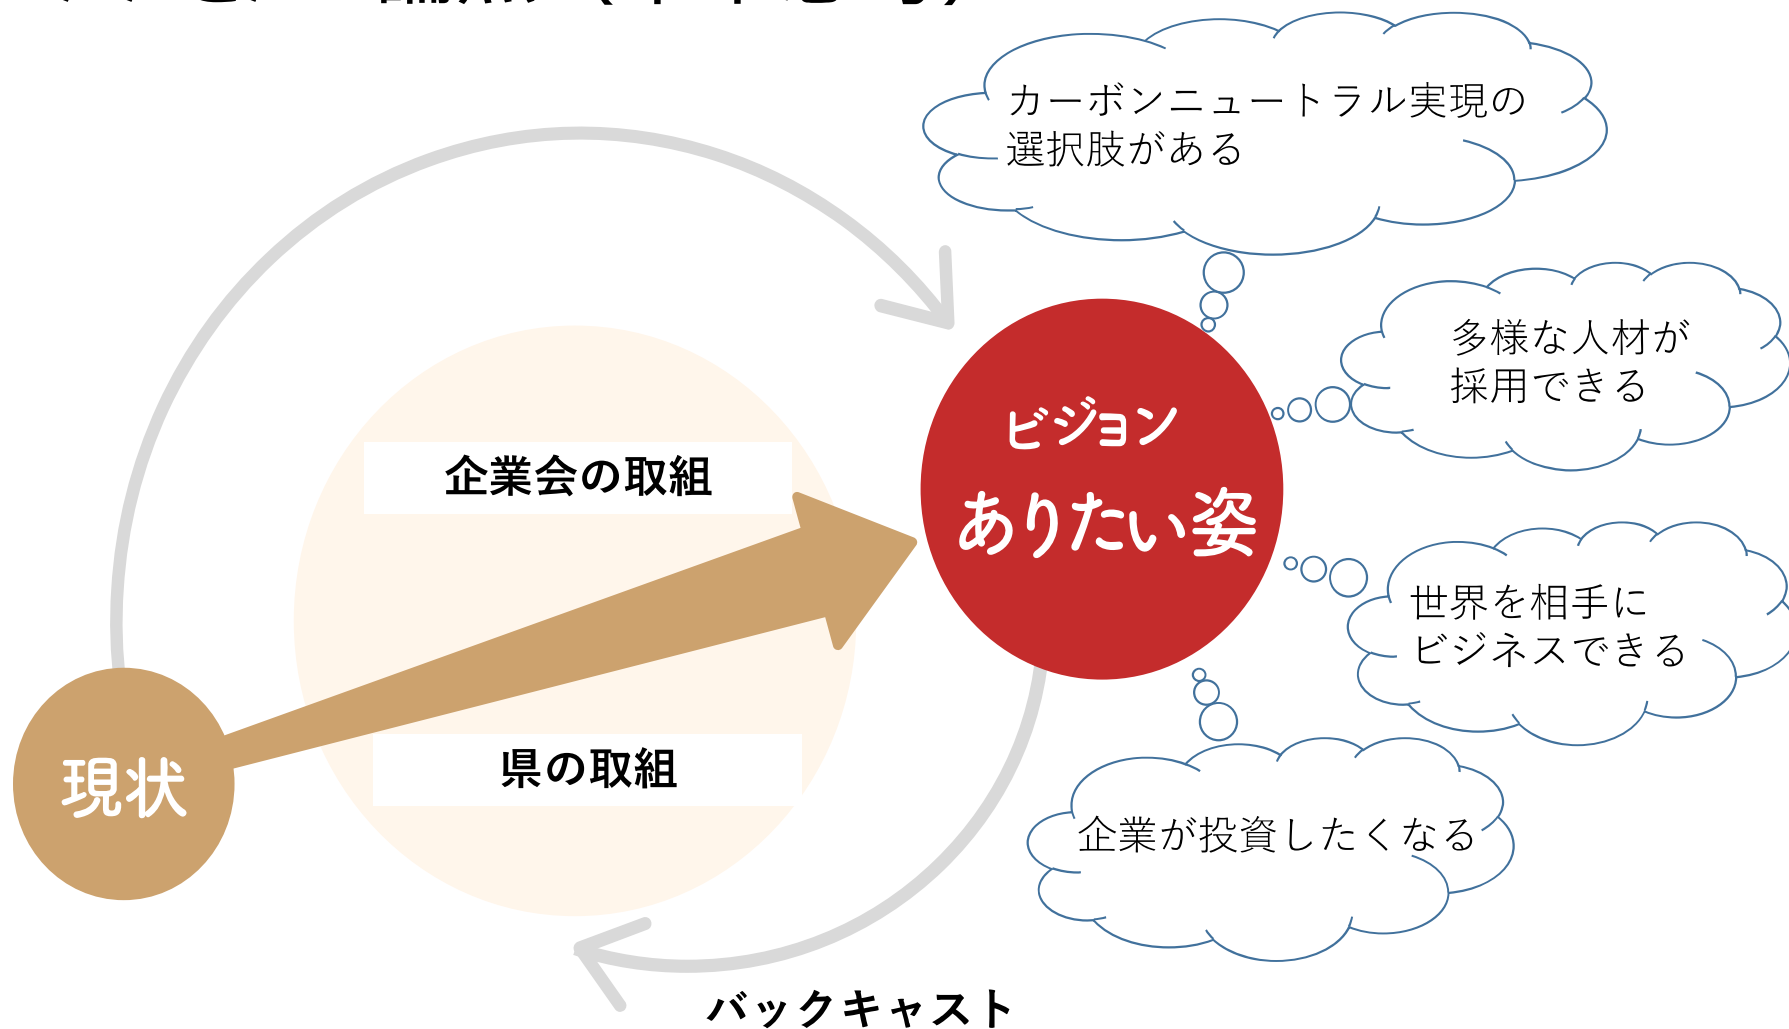 カーボンニュートラル実現の
選択肢がある
多様な人材が
採用できる
ビジョン
ありたい姿
企業会の取組
世界を相手に
ビジネスできる
県の取組
現状
企業が投資したくなる
バックキャスト